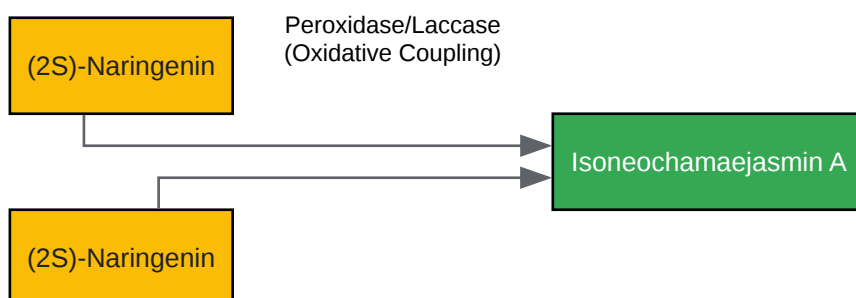 (2S)-Naringenin
Peroxidase/Laccase
(Oxidative Coupling)
Isoneochamaejasmin A
(2S)-Naringenin